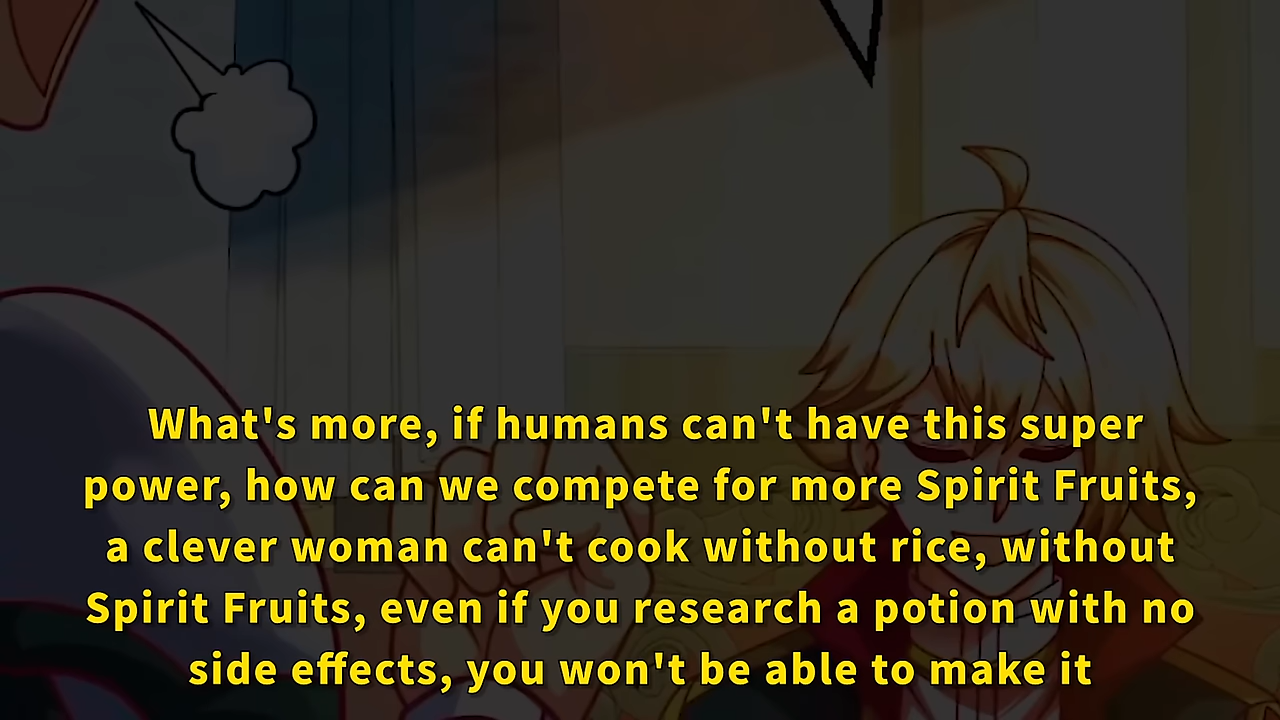 What's more, if humans can't have this super
power, how can we compete for more Spirit Fruits,
a clever woman can't cook without rice, without
Spirit Fruits, even if you research a potion with no
side effects, you won't be able to make it